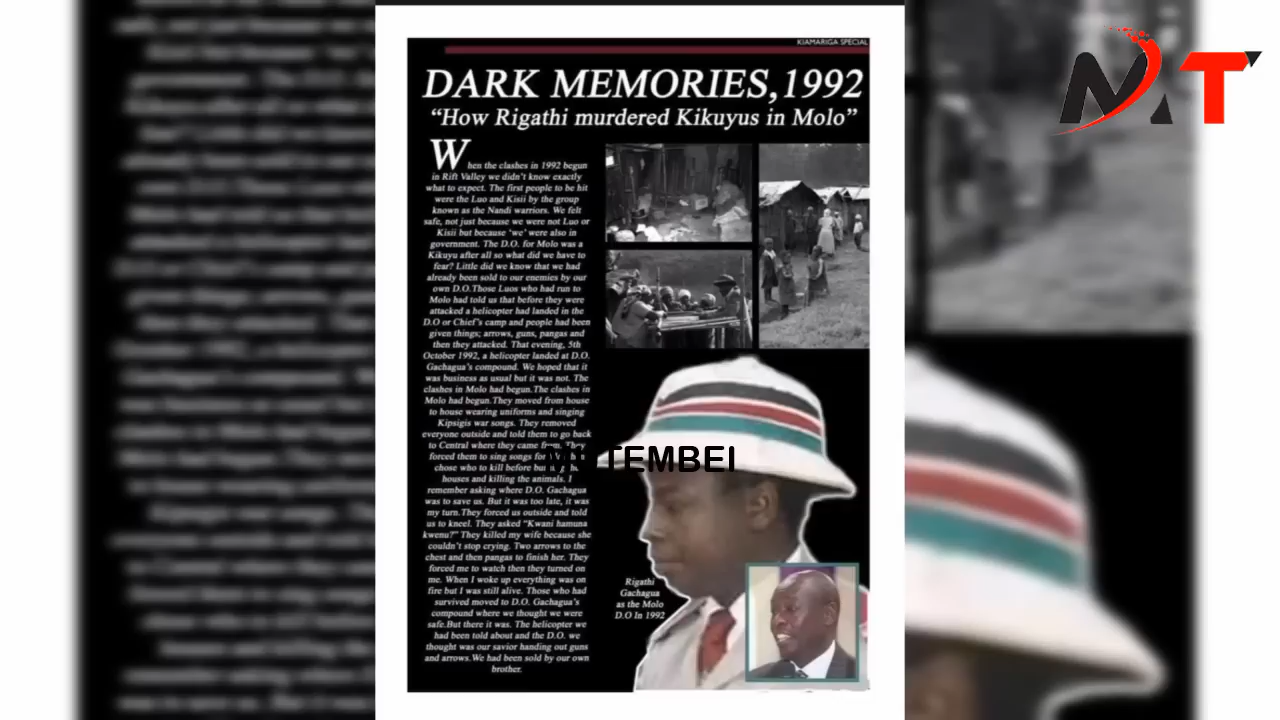 KIAMARIGA SPECIAL
MT
DARK MEMORIES,1992
“How Rigathi murdered Kikuyus in Molo”
When the clashes in 1992 begun
in Rift Valley we didn't know exactly
what to expect. The first people to be hit
were the Luo and Kisii by the group
known as the Nandi warriors. We felt
safe, not just because we were not Luo or
Kisii but because ‘we’ were also in
government. The D.O. for Molo was a
Kikuyu after all so what did we have to
fear? Little did we know that we had
already been sold to our enemies by our
own D.O.Those Luos who had run to
Molo had told us that before they were
attacked a helicopter had landed in the
D.O or Chief's camp and people had been
given things; arrows, guns, pangas and
then they attacked. That evening, 5th
October 1992, a helicopter landed at D.O.
Gachagua's compound. We hoped that it
was business as usual but it was not. The
clashes in Molo had begun.The clashes in
Molo had begun.They moved from house
to house wearing uniforms and singing
Kipsigis war songs. They removed
everyone outside and told them to go back
to Central where they came from. They
forced them to sing songs for
chose who to kill before
houses and killing the animals. I
remember asking where D.O. Gachagua
was to save us. But it was too late, it was
my turn.They forced us outside and told
us to kneel. They asked “Kwani hamuna
kwenu?” They killed my wife because she
couldn't stop crying. Two arrows to the
chest and then pangas to finish her. They
forced me to watch then they turned on
me. When I woke up everything was on
fire but I was still alive. Those who had
survived moved to D.O. Gachagua's
compound where we thought we were
safe.But there it was. The helicopter we
had been told about and the D.O. we
thought was our savior handing out guns
and arrows.We had been sold by our own
brother.
TEMBEI
Rigathi
Gachagua
as the Molo
D.O In 1992